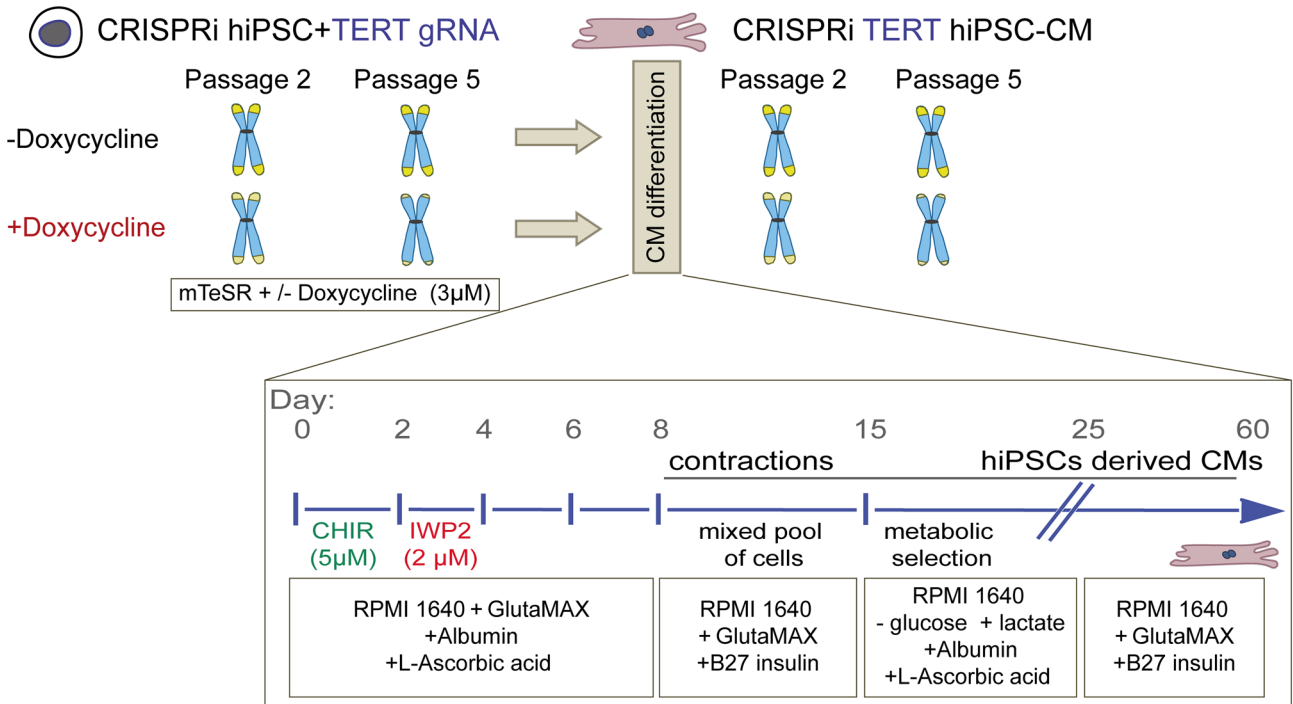 CRISPRi hiPSC+TERT gRNA
CRISPRi TERT hiPSC-CM
Passage 2
Passage 5
Passage 2
Passage 5
-Doxycycline
+Doxycycline
CM differentiation
mTeSR + /- Doxycycline (3µM)
Day:
0 2 4 6 8 15 25 60
contractions
hiPSCs derived CMs
CHIR
(5µM)
IWP2
(2 µM)
mixed pool
of cells
metabolic
selection
RPMI 1640 + GlutaMAX
+Albumin
+L-Ascorbic acid
RPMI 1640
+ GlutaMAX
+B27 insulin
RPMI 1640
- glucose + lactate
+Albumin
+L-Ascorbic acid
RPMI 1640
+ GlutaMAX
+B27 insulin